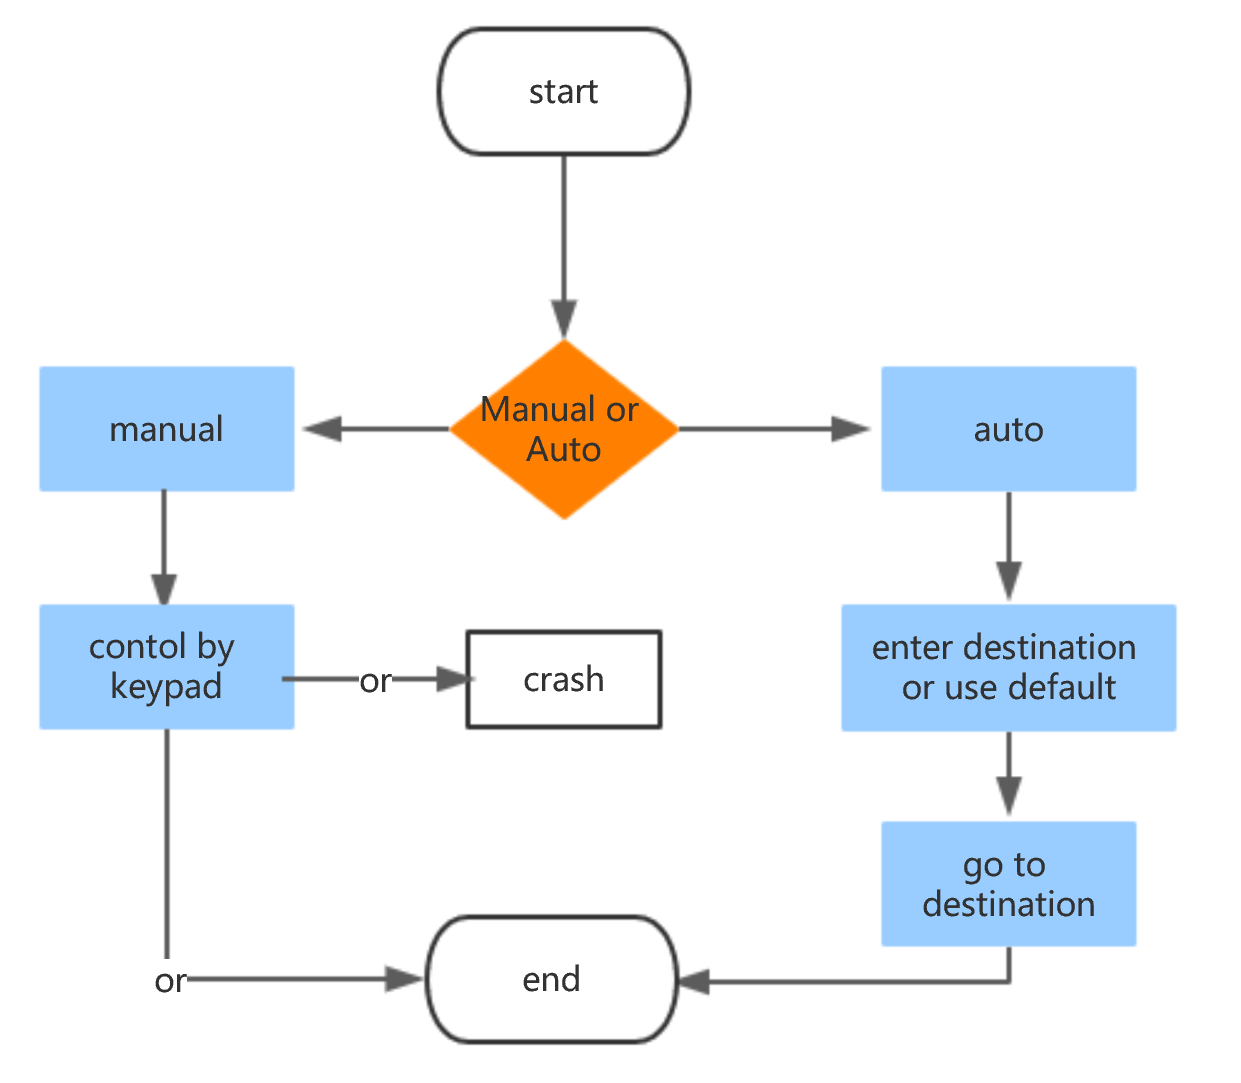 start
Manual or
Auto
manual
auto
contol by
keypad
or
crash
enter destination
or use default
go to
destination
or
end